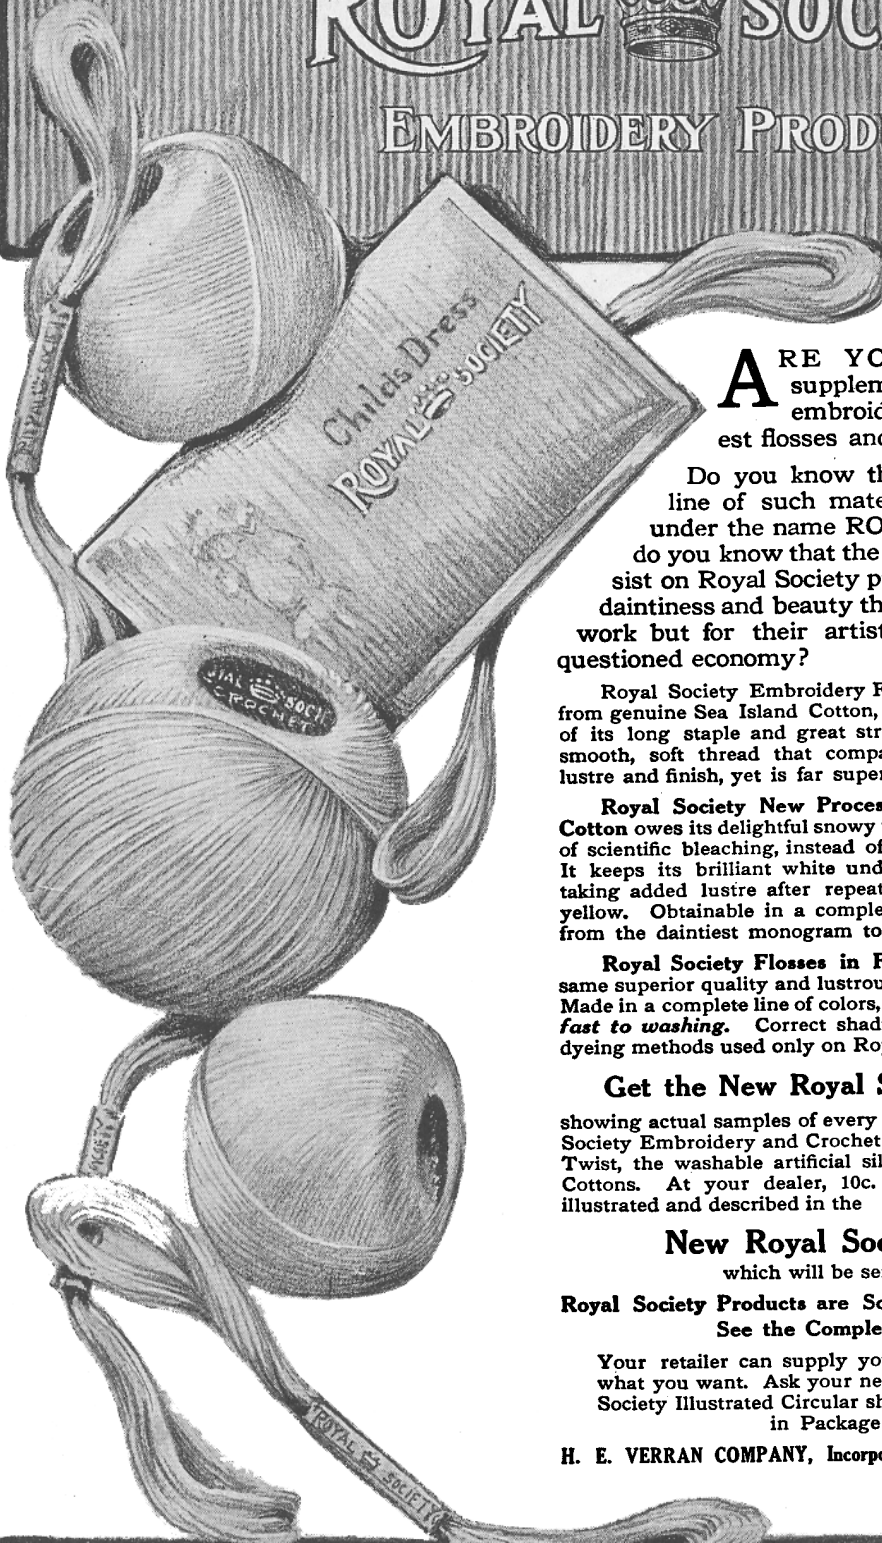 ROYAL SOC
EMBROIDERY PROD
ROYAL SOCIETY
Child's Dress
ROYAL SOCIETY
ARE YO
supplem
embroid
est flosses and
Do you know th
line of such mate
under the name RO
do you know that the
sist on Royal Society p
daintiness and beauty th
work but for their artist
questioned economy?
YAL SOCIE
CROCHET
Royal Society Embroidery F
from genuine Sea Island Cotton,
of its long staple and great str
smooth, soft thread that compa
lustre and finish, yet is far super
Royal Society New Proces
Cotton owes its delightful snowy
of scientific bleaching, instead of
It keeps its brilliant white und
taking added lustre after repeat
yellow. Obtainable in a comple
from the daintiest monogram to
Royal Society Flosses in F
same superior quality and lustrou
Made in a complete line of colors,
fast to washing. Correct shad
dyeing methods used only on Ro
Get the New Royal S
SOCIETY
showing actual samples of every
Society Embroidery and Crochet
Twist, the washable artificial sil
Cottons. At your dealer, 10c.
illustrated and described in the
New Royal Soc
which will be se
Royal Society Products are So
See the Comple
Your retailer can supply yo
what you want. Ask your ne
Society Illustrated Circular sh
in Package
ROYAL SOCIETY
H. E. VERRAN COMPANY, Incorpo